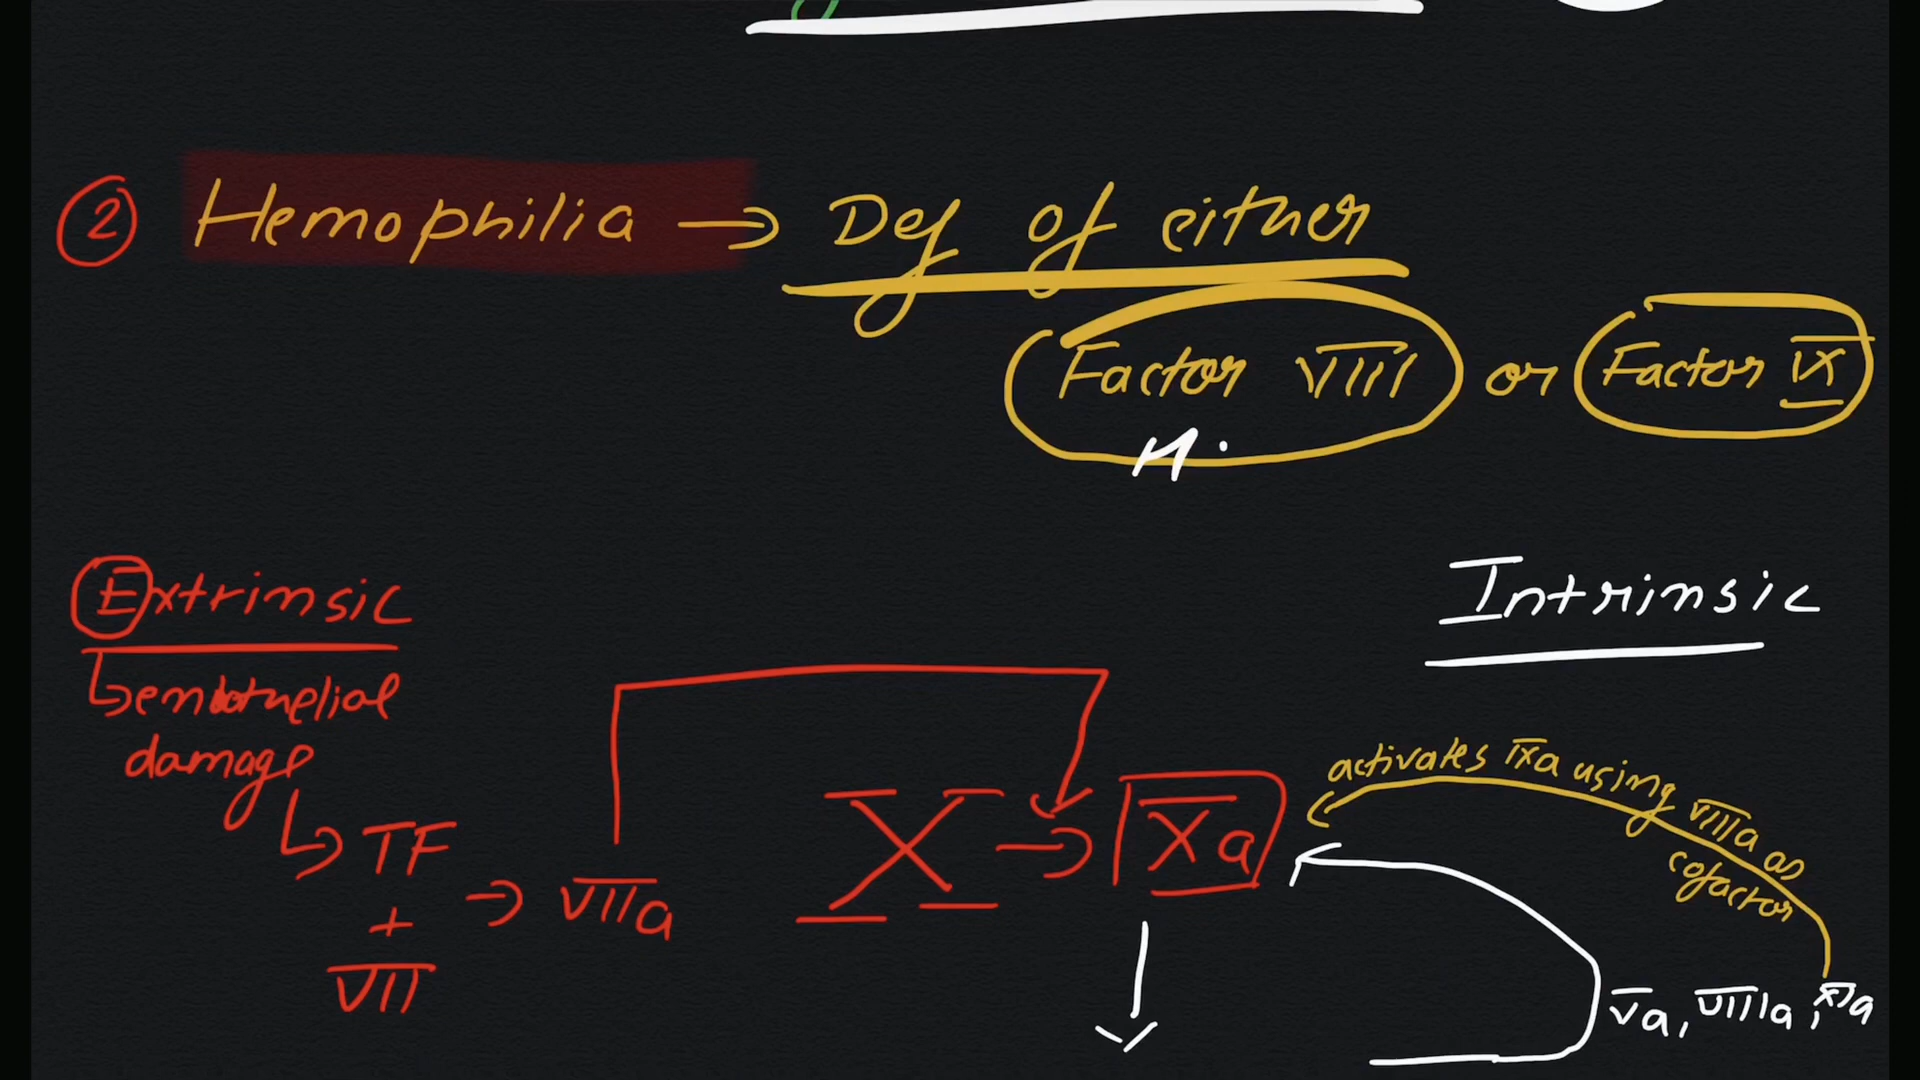 ② Hemophilia → Def of either
Factor VIII or Factor IX
H.
Extrinsic
↳ endothelial
damage
↳ TF
+
VII
→ VIIa
X → Xa
Intrinsic
activates IXa using VIIIa as
cofactor
Va, VIIIa, XIa